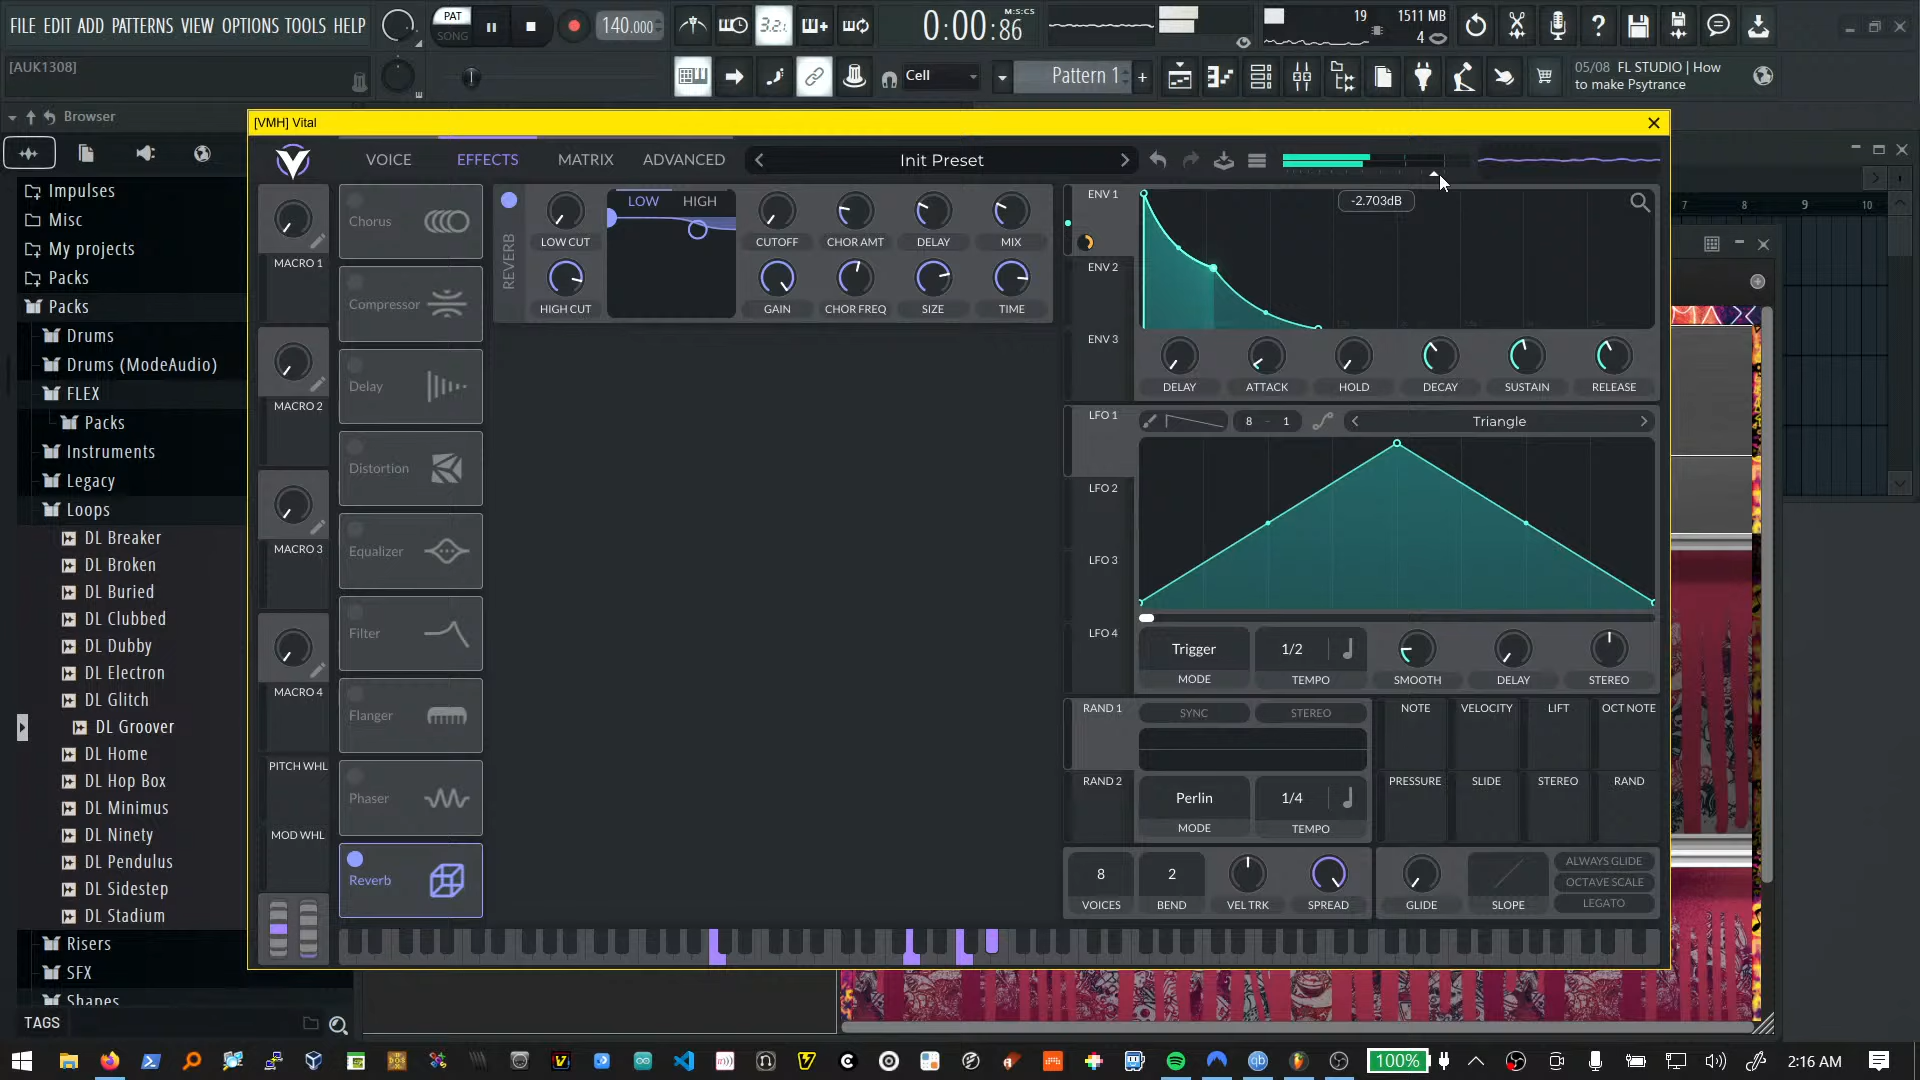 FILE EDIT ADD PATTERNS VIEW OPTIONS TOOLS HELP
PAT
SONG
140.000
3.2.
0:00:86
M:S:CS
19
1511 MB
4
[AUK1308]
Cell
Pattern 1
05/08 FL STUDIO | How
to make Psytrance
Browser
[VMH] Vital
Impulses
Misc
My projects
Packs
Packs
Drums
Drums (ModeAudio)
FLEX
Packs
Instruments
Legacy
Loops
DL Breaker
DL Broken
DL Buried
DL Clubbed
DL Dubby
DL Electron
DL Glitch
DL Groover
DL Home
DL Hop Box
DL Minimus
DL Ninety
DL Pendulus
DL Sidestep
DL Stadium
Risers
SFX
Shapes
TAGS
VOICE
EFFECTS
MATRIX
ADVANCED
Init Preset
MACRO 1
MACRO 2
MACRO 3
MACRO 4
PITCH WHL
MOD WHL
Chorus
Compressor
Delay
Distortion
Equalizer
Filter
Flanger
Phaser
Reverb
REVERB
LOW CUT
HIGH CUT
LOW
HIGH
CUTOFF
CHOR AMT
DELAY
MIX
GAIN
CHOR FREQ
SIZE
TIME
ENV 1
ENV 2
ENV 3
-2.703dB
DELAY
ATTACK
HOLD
DECAY
SUSTAIN
RELEASE
LFO 1
LFO 2
LFO 3
LFO 4
8 - 1
Triangle
Trigger
MODE
1/2
TEMPO
SMOOTH
DELAY
STEREO
RAND 1
RAND 2
SYNC
STEREO
Perlin
MODE
1/4
TEMPO
NOTE
VELOCITY
LIFT
OCT NOTE
PRESSURE
SLIDE
STEREO
RAND
8
VOICES
2
BEND
VEL TRK
SPREAD
GLIDE
SLOPE
ALWAYS GLIDE
OCTAVE SCALE
LEGATO
7
8
9
10
100%
2:16 AM